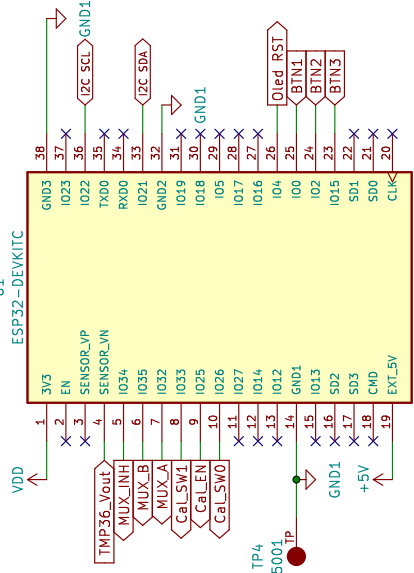 GND1
I2C SCL
I2C SDA
GND1
Oled RST
BTN1
BTN2
BTN3
38
37
36
35
34
33
32
31
30
29
28
27
26
25
24
23
22
21
20
GND3
IO23
IO22
TXD0
RXD0
IO21
GND2
IO19
IO18
IO5
IO17
IO16
IO4
IO0
IO2
IO15
SD1
SD0
CLK
ESP32-DEVKITC
3V3
EN
SENSOR_VP
SENSOR_VN
IO34
IO35
IO32
IO33
IO25
IO26
IO27
IO14
IO12
GND1
IO13
SD2
SD3
CMD
EXT_5V
1
2
3
4
5
6
7
8
9
10
11
12
13
14
15
16
17
18
19
VDD
TMP36_Vout
MUX_INH
MUX_B
MUX_A
Cal_SW1
Cal_EN
Cal_SW0
GND1
+5V
TP4
5001
TP